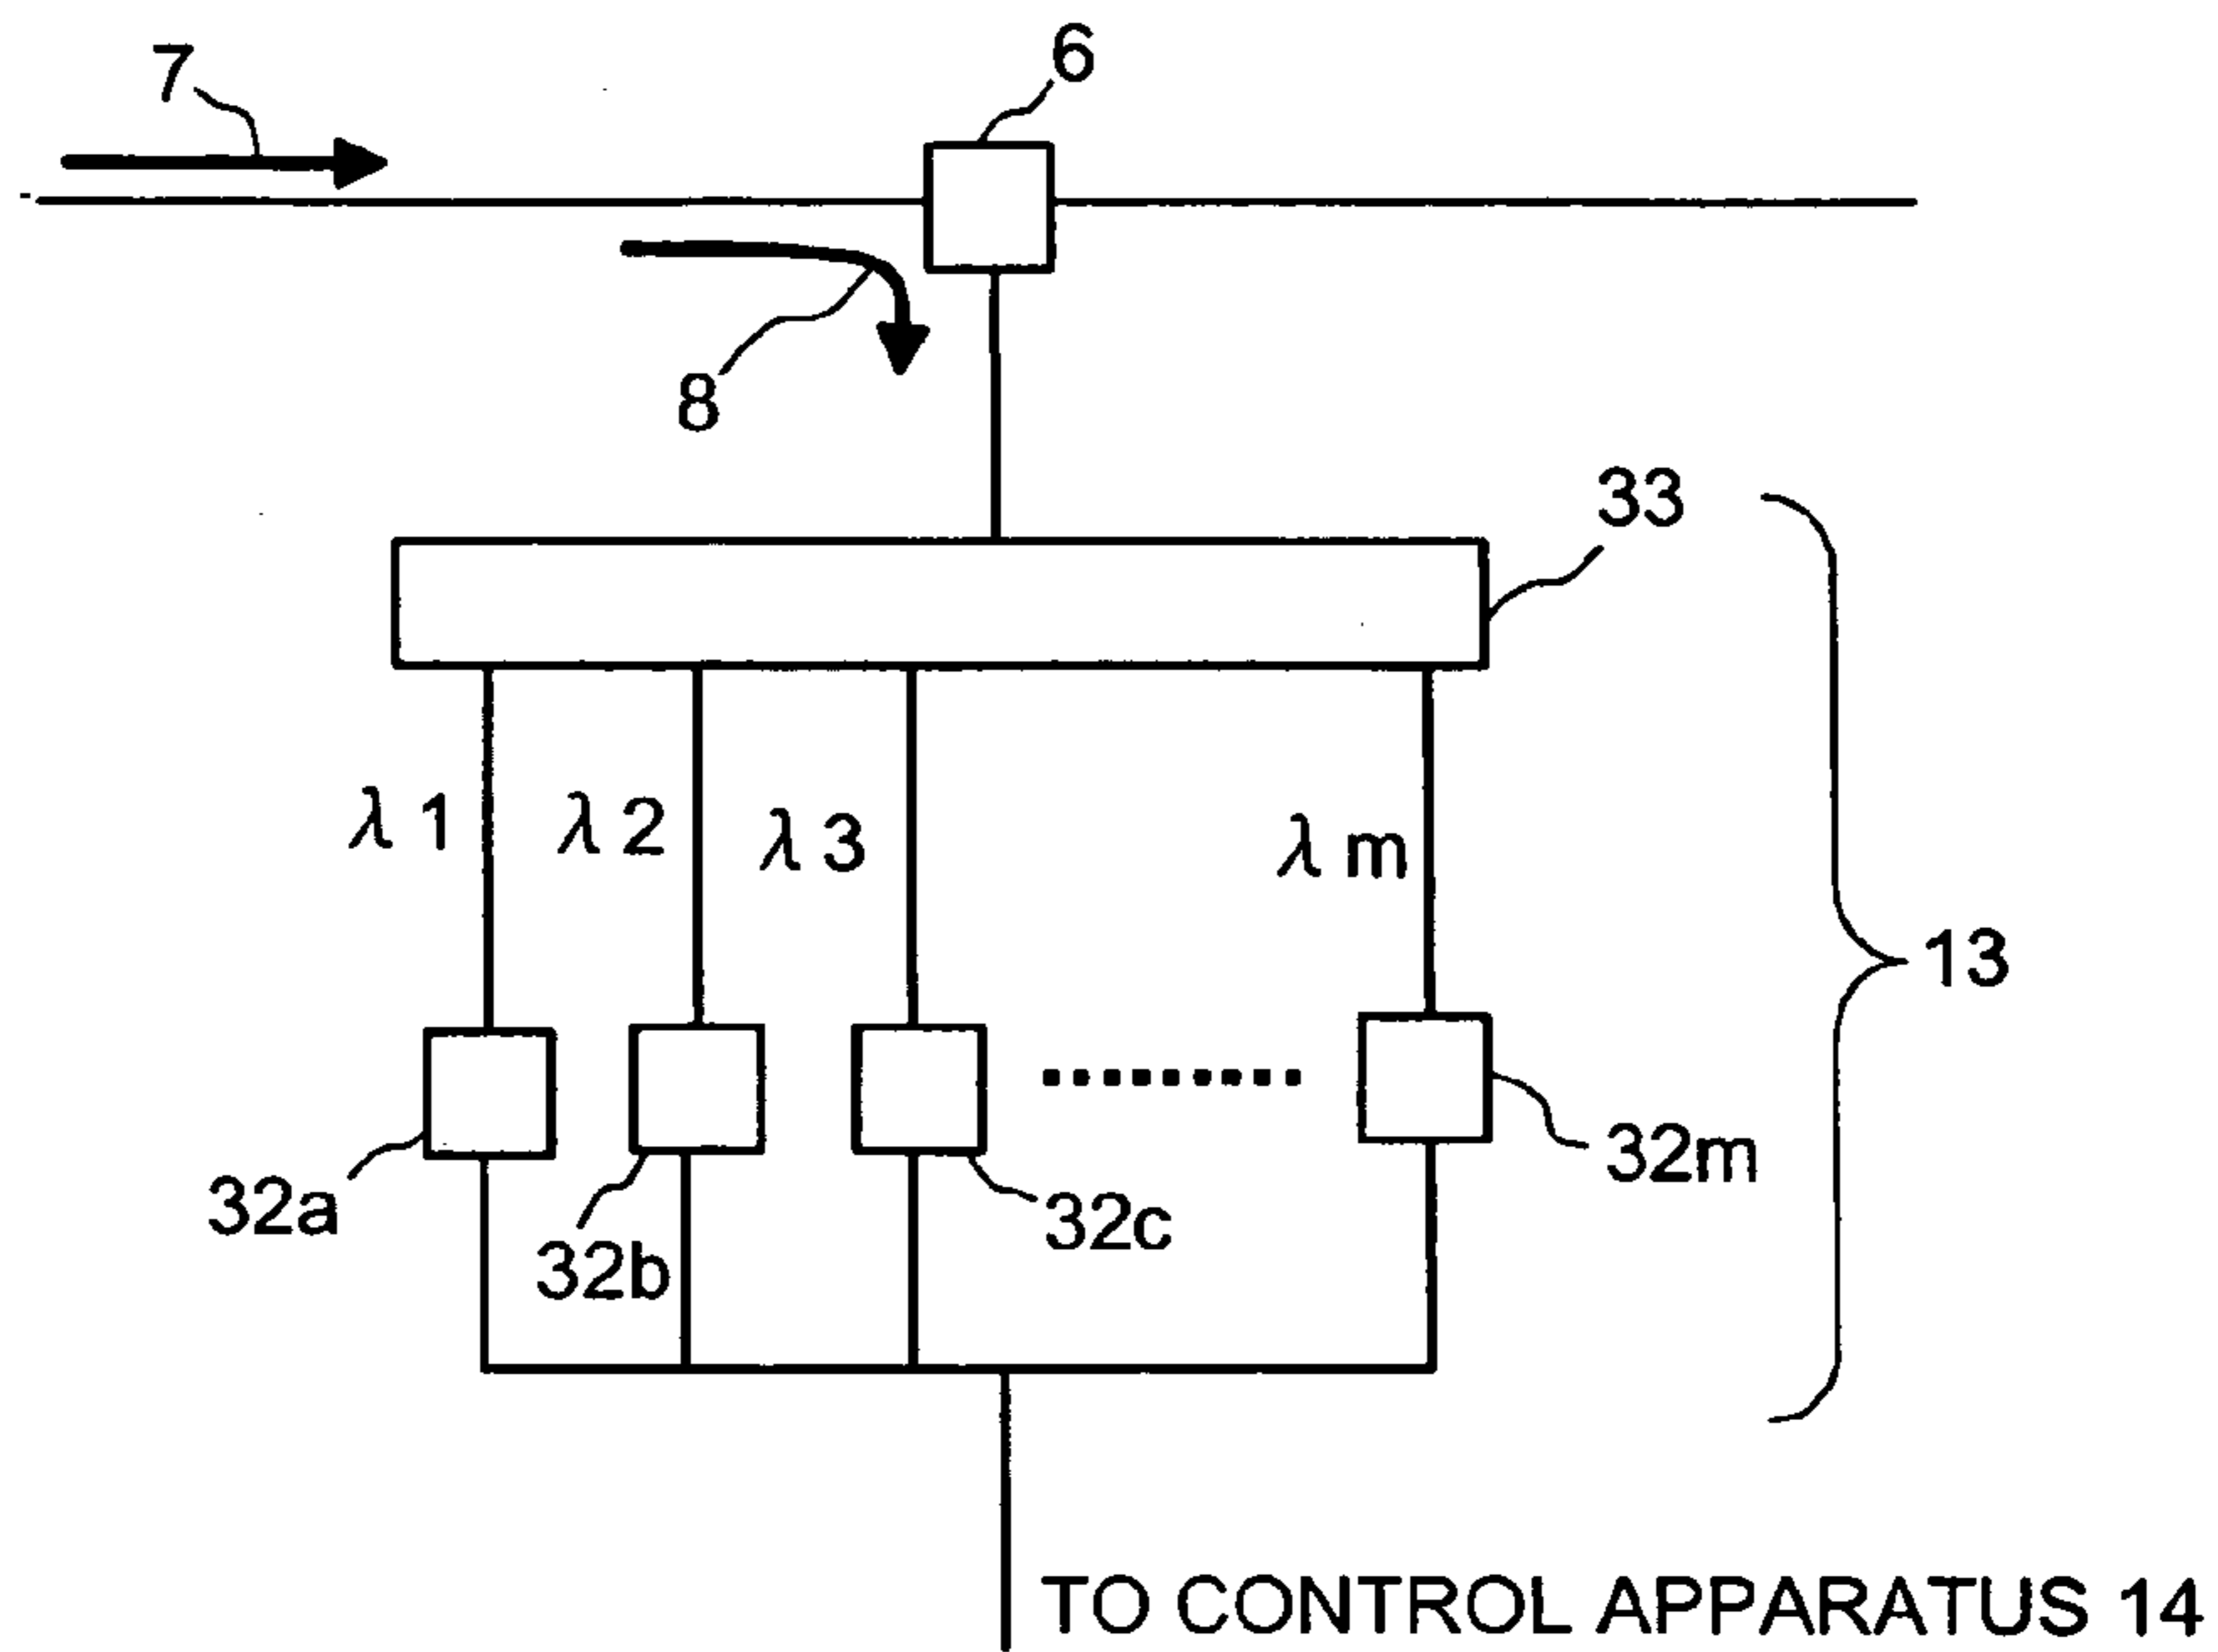 7
6
8
33
λ1
λ2
λ3
λm
13
32a
32b
32c
32m
TO CONTROL APPARATUS 14